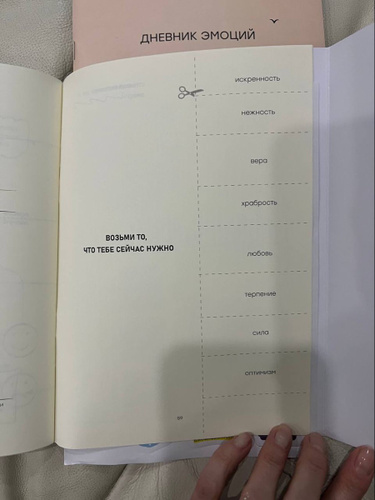 ДНЕВНИК ЭМОЦИЙ
искренность
нежность
вера
храбрость
ВОЗЬМИ ТО,
ЧТО ТЕБЕ СЕЙЧАС НУЖНО
любовь
терпение
сила
оптимизм